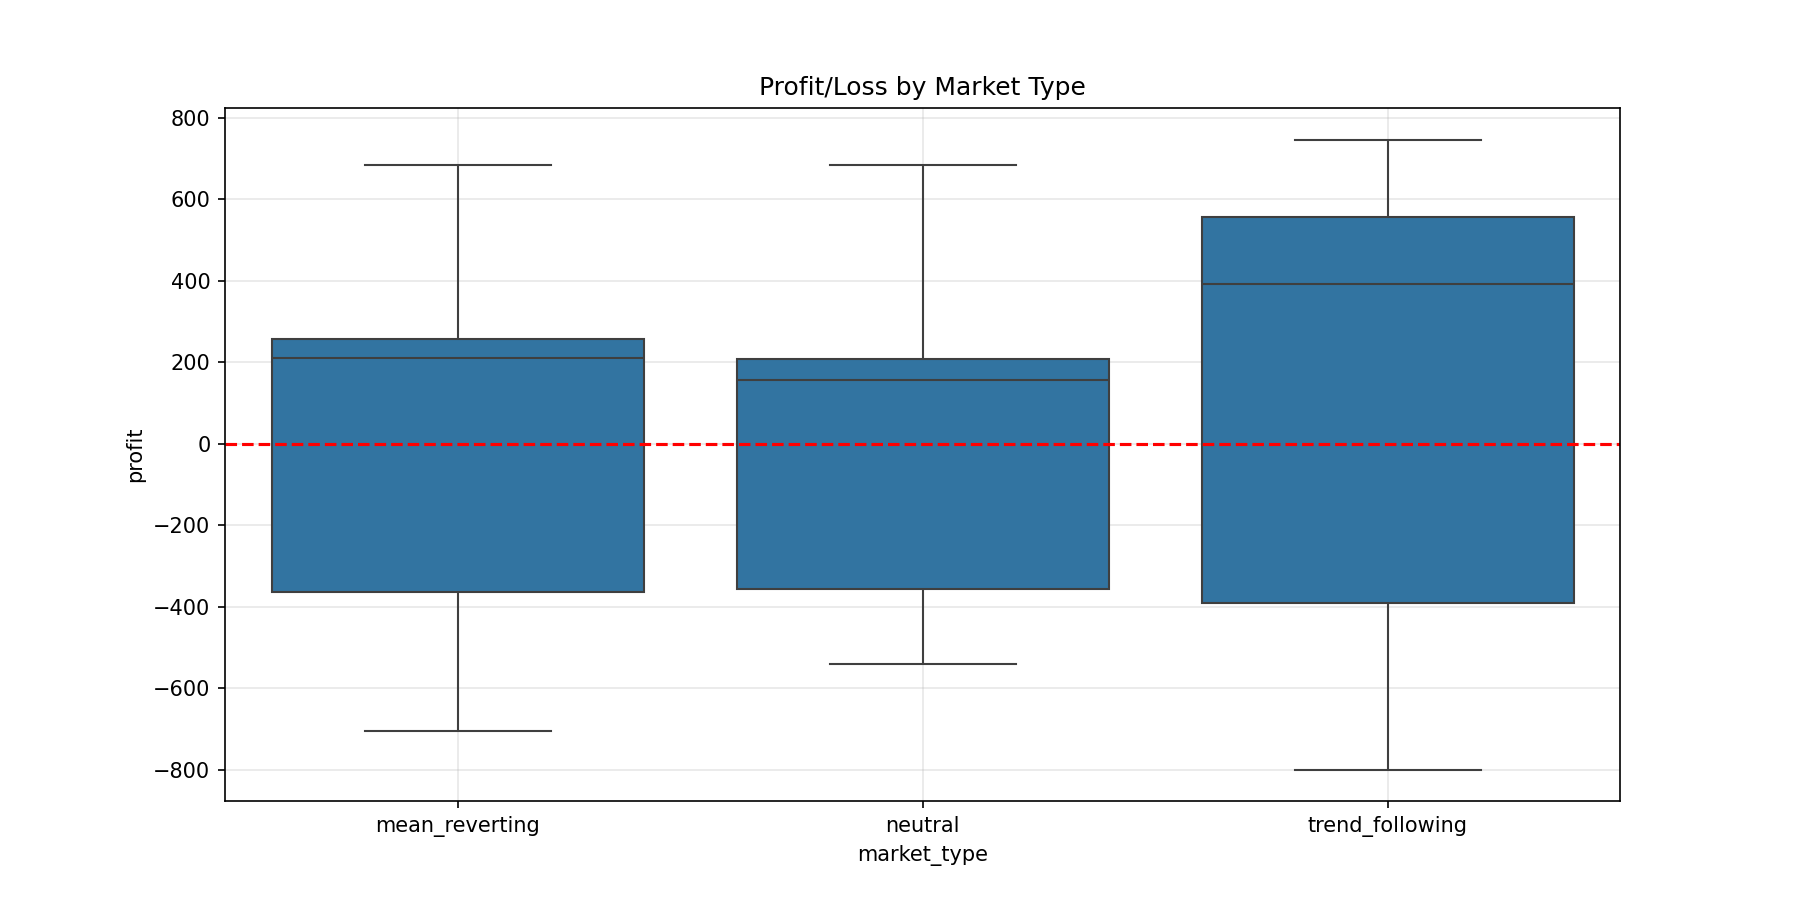 Profit/Loss by Market Type
800
600
400
200
0
−200
−400
−600
−800
profit
mean_reverting
neutral
trend_following
market_type